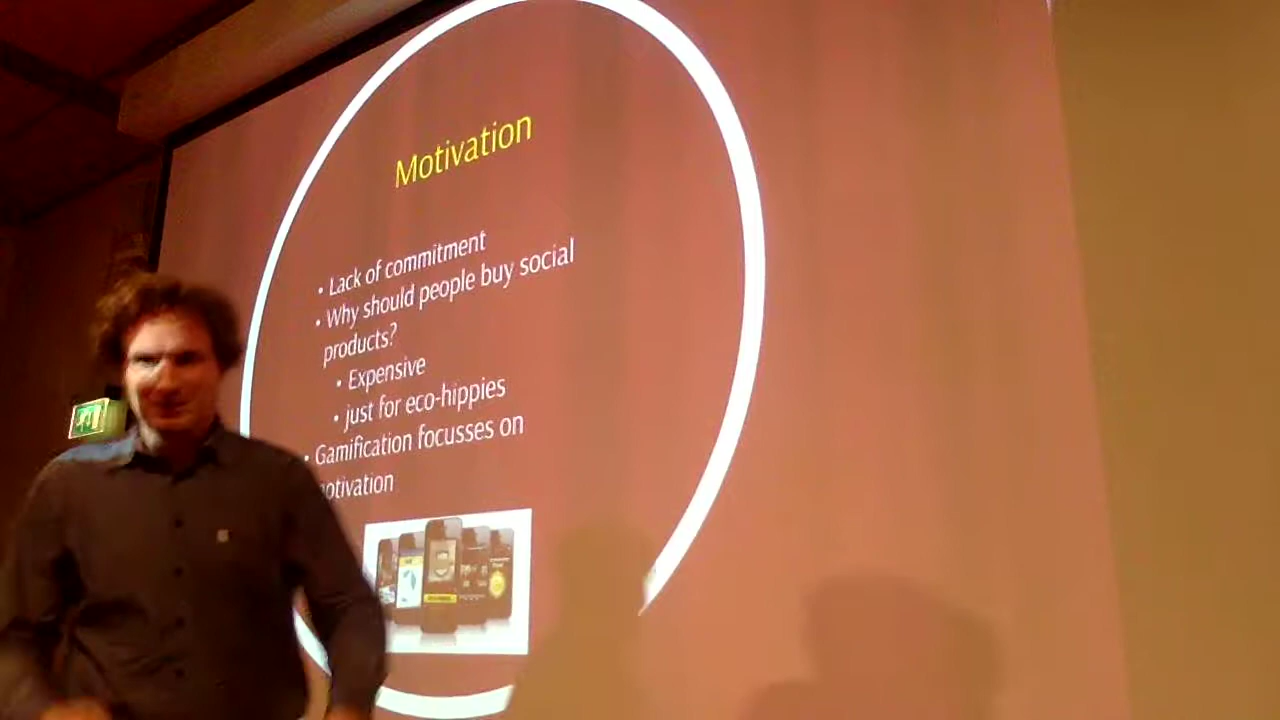 Motivation
• Lack of commitment
• Why should people buy social
products?
• Expensive
• just for eco-hippies
• Gamification focusses on
otivation